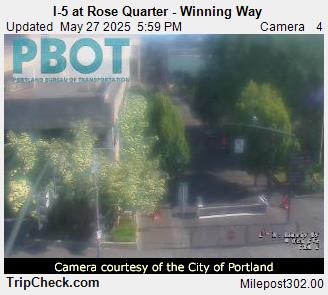 I-5 at Rose Quarter - Winning Way
Updated May 27 2025 5:59 PM Camera 4
PBOT
PORTLAND BUREAU OF TRANSPORTATION
Camera courtesy of the City of Portland
TripCheck.com Milepost302.00